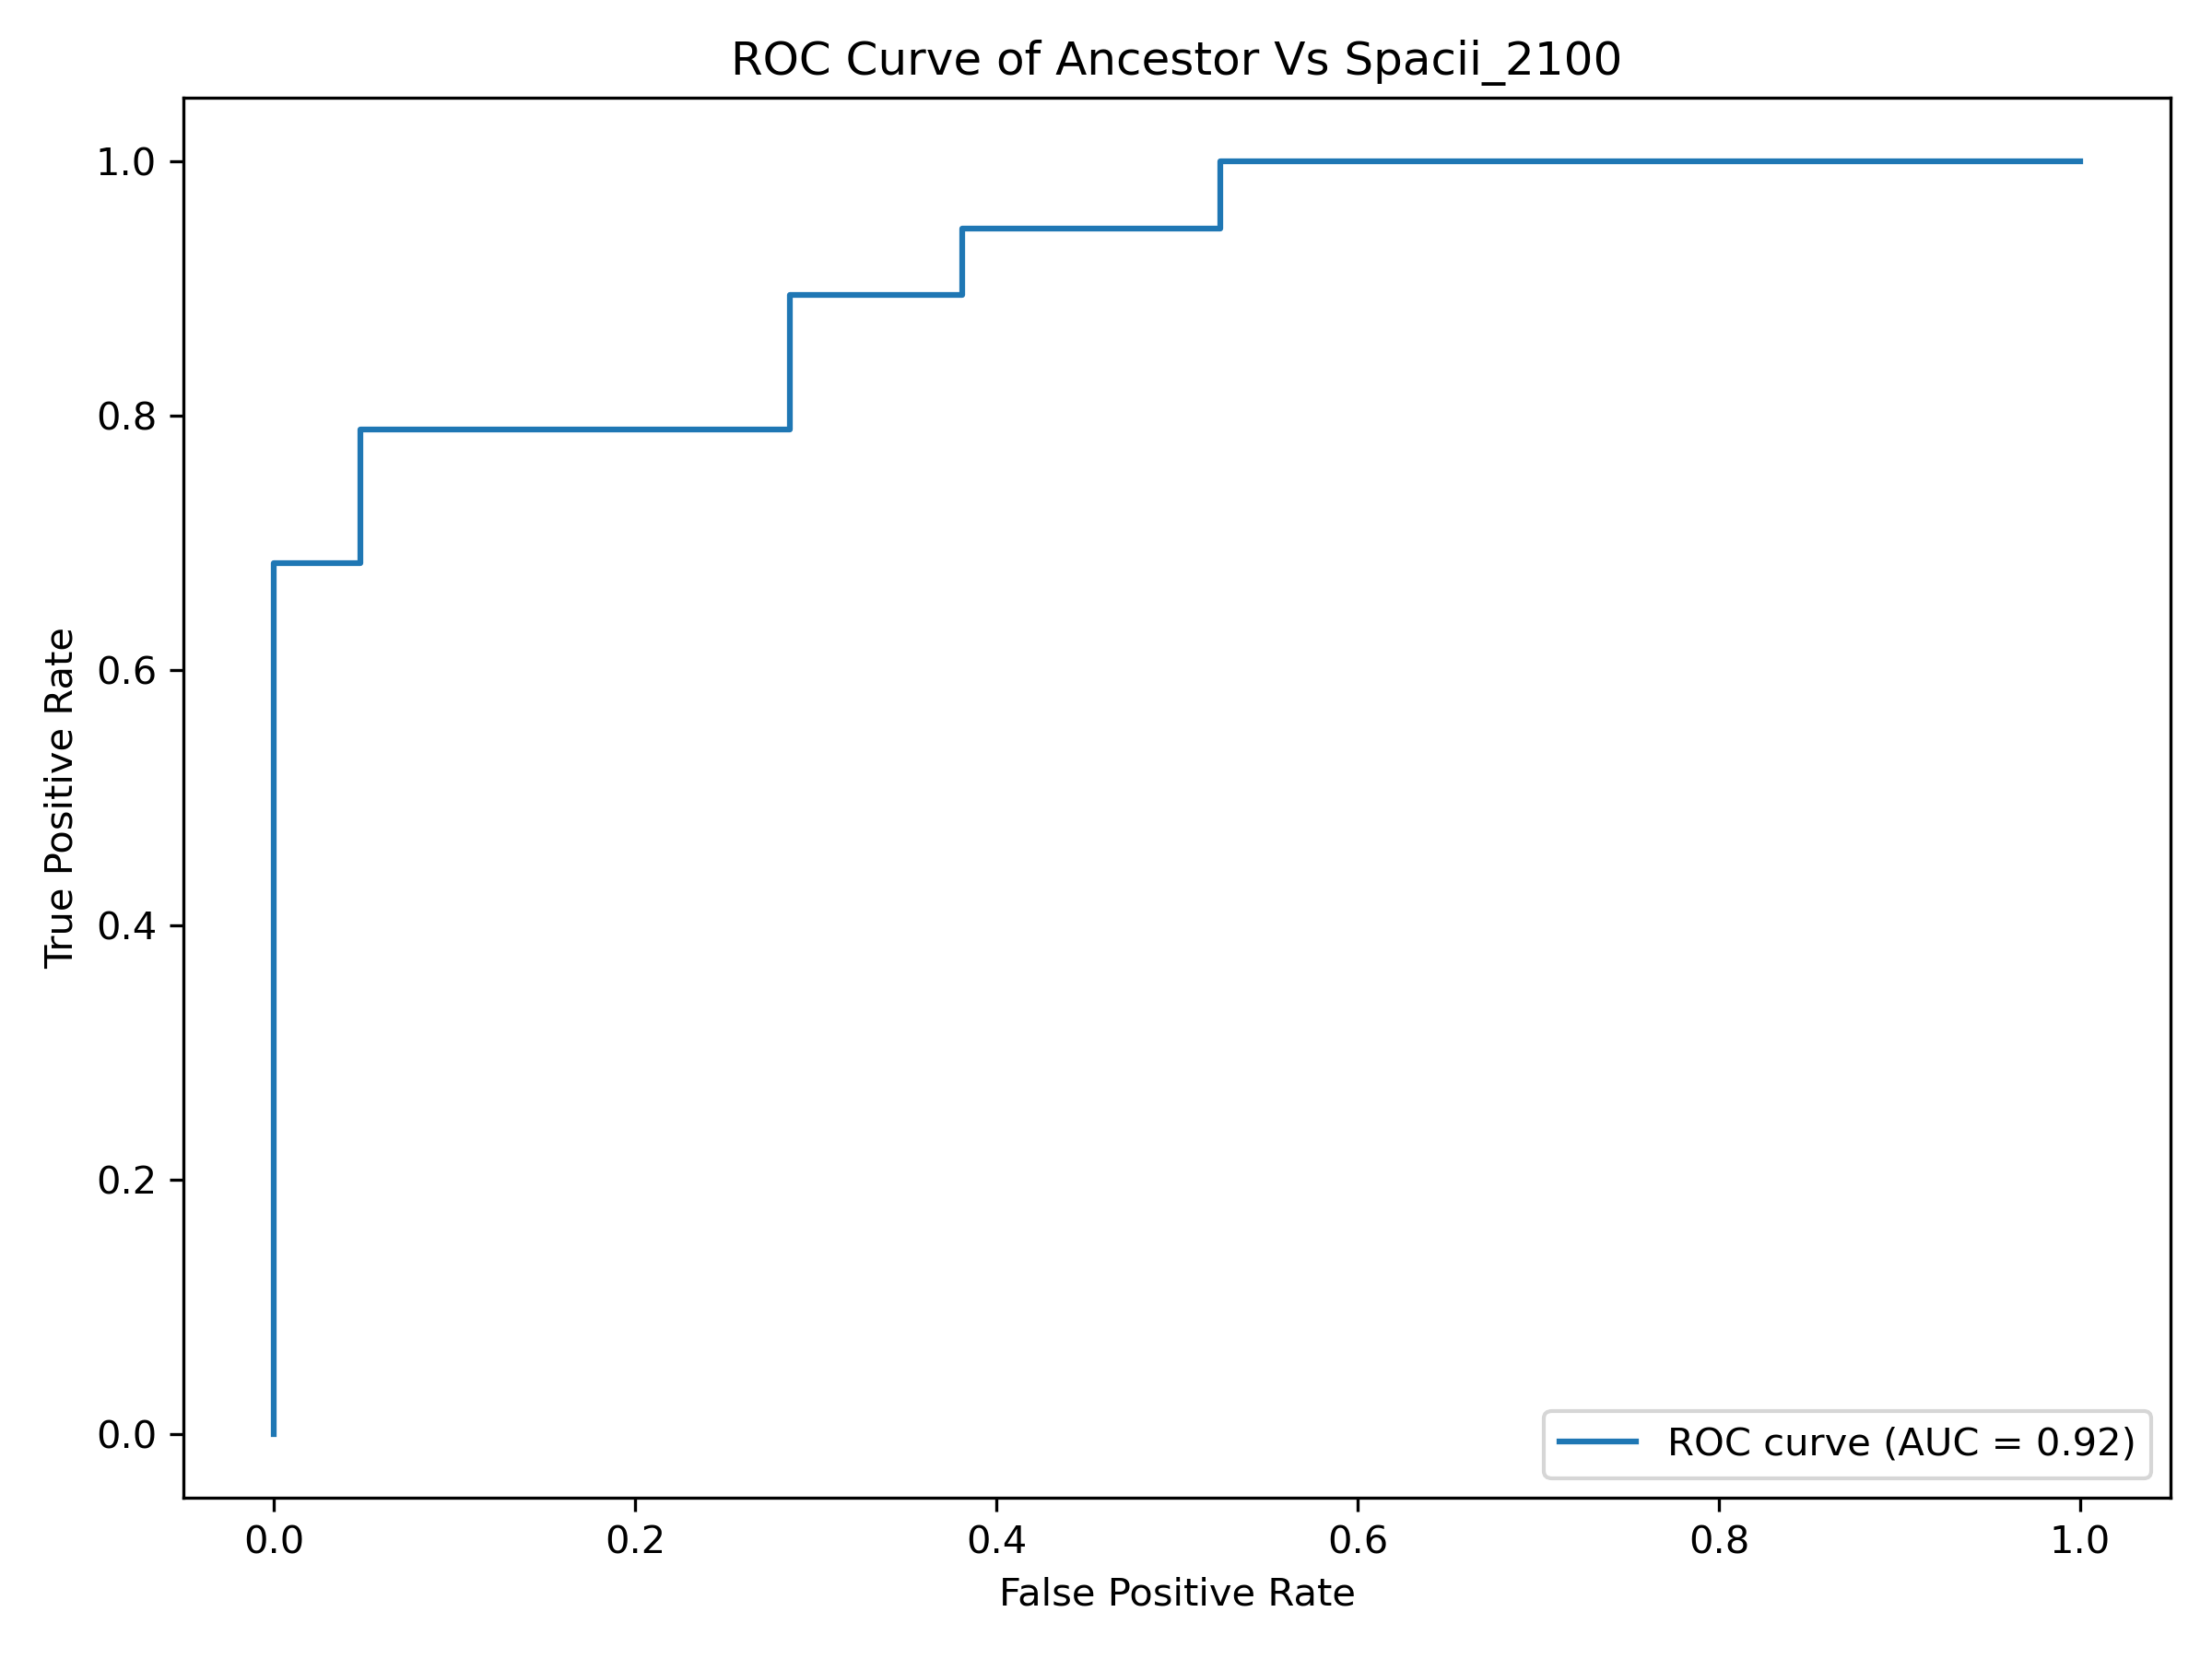 ROC Curve of Ancestor Vs Spacii_2100
True Positive Rate
1.0
0.8
0.6
0.4
0.2
0.0
ROC curve (AUC = 0.92)
0.0 0.2 0.4 0.6 0.8 1.0
False Positive Rate